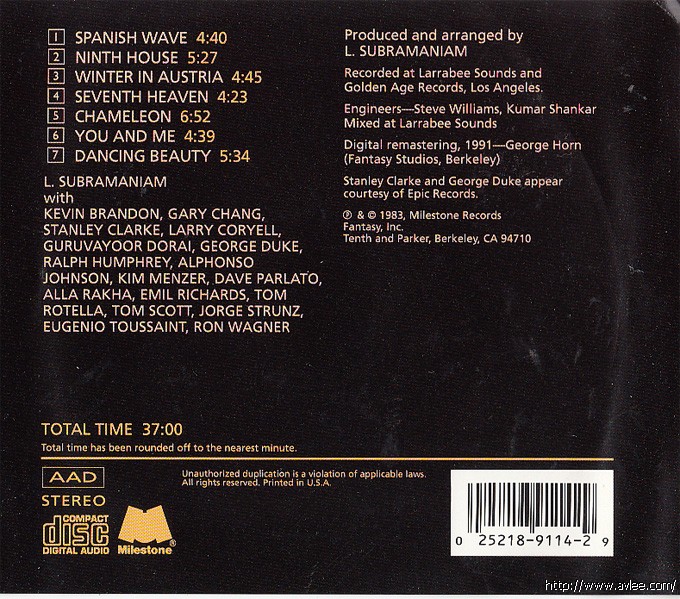 1 SPANISH WAVE 4:40
2 NINTH HOUSE 5:27
3 WINTER IN AUSTRIA 4:45
4 SEVENTH HEAVEN 4:23
5 CHAMELEON 6:52
6 YOU AND ME 4:39
7 DANCING BEAUTY 5:34
L. SUBRAMANIAM
with
KEVIN BRANDON, GARY CHANG,
STANLEY CLARKE, LARRY CORYELL,
GURUVAYOOR DORAI, GEORGE DUKE,
RALPH HUMPHREY, ALPHONSO
JOHNSON, KIM MENZER, DAVE PARLATO,
ALLA RAKHA, EMIL RICHARDS, TOM
ROTELLA, TOM SCOTT, JORGE STRUNZ,
EUGENIO TOUSSAINT, RON WAGNER
Produced and arranged by
L. SUBRAMANIAM
Recorded at Larrabee Sounds and
Golden Age Records, Los Angeles.
Engineers—Steve Williams, Kumar Shankar
Mixed at Larrabee Sounds
Digital remastering, 1991—George Horn
(Fantasy Studios, Berkeley)
Stanley Clarke and George Duke appear
courtesy of Epic Records.
℗ & © 1983, Milestone Records
Fantasy, Inc.
Tenth and Parker, Berkeley, CA 94710
TOTAL TIME 37:00
Total time has been rounded off to the nearest minute.
AAD
STEREO
COMPACT
disc
DIGITAL AUDIO
Milestone®
Unauthorized duplication is a violation of applicable laws.
All rights reserved. Printed in U.S.A.
0 25218-9114-2 9
http://www.avlee.com/